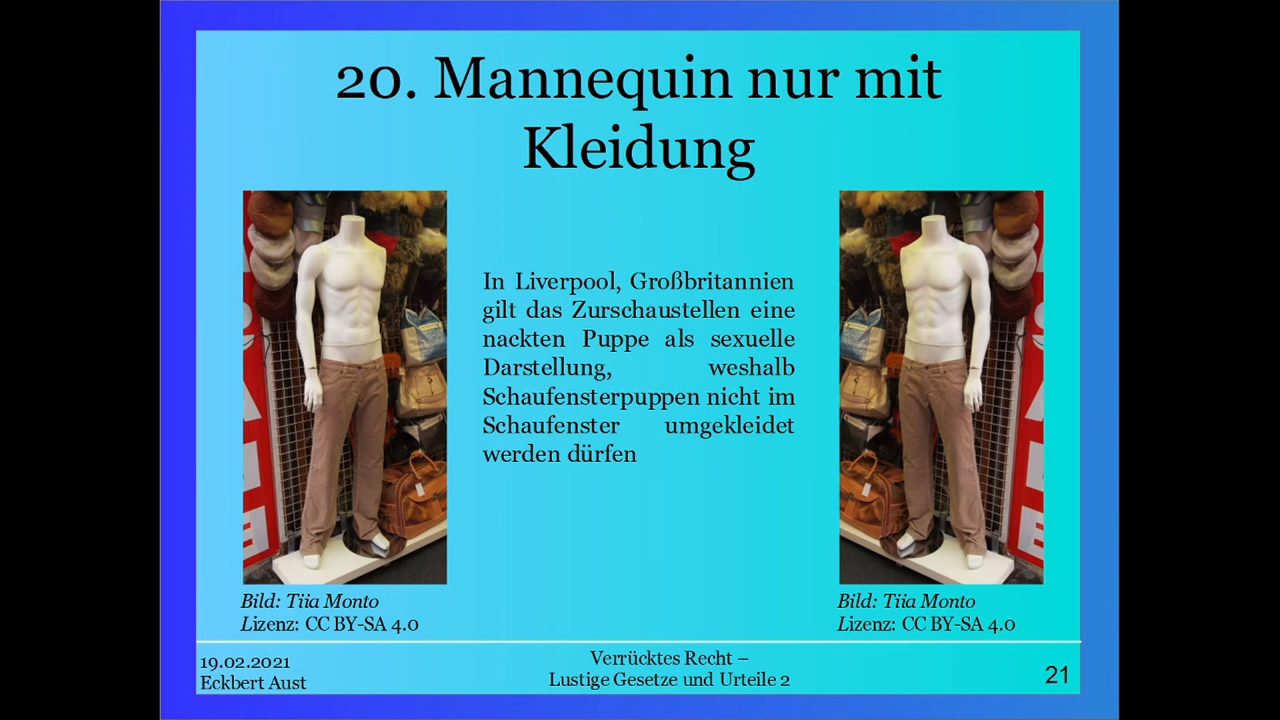 20. Mannequin nur mit
Kleidung
In Liverpool, Großbritannien
gilt das Zurschaustellen eine
nackten Puppe als sexuelle
Darstellung, weshalb
Schaufensterpuppen nicht im
Schaufenster umgekleidet
werden dürfen
Bild: Tiia Monto
Lizenz: CC BY-SA 4.0
Bild: Tiia Monto
Lizenz: CC BY-SA 4.0
19.02.2021
Eckbert Aust
Verrücktes Recht –
Lustige Gesetze und Urteile 2
21